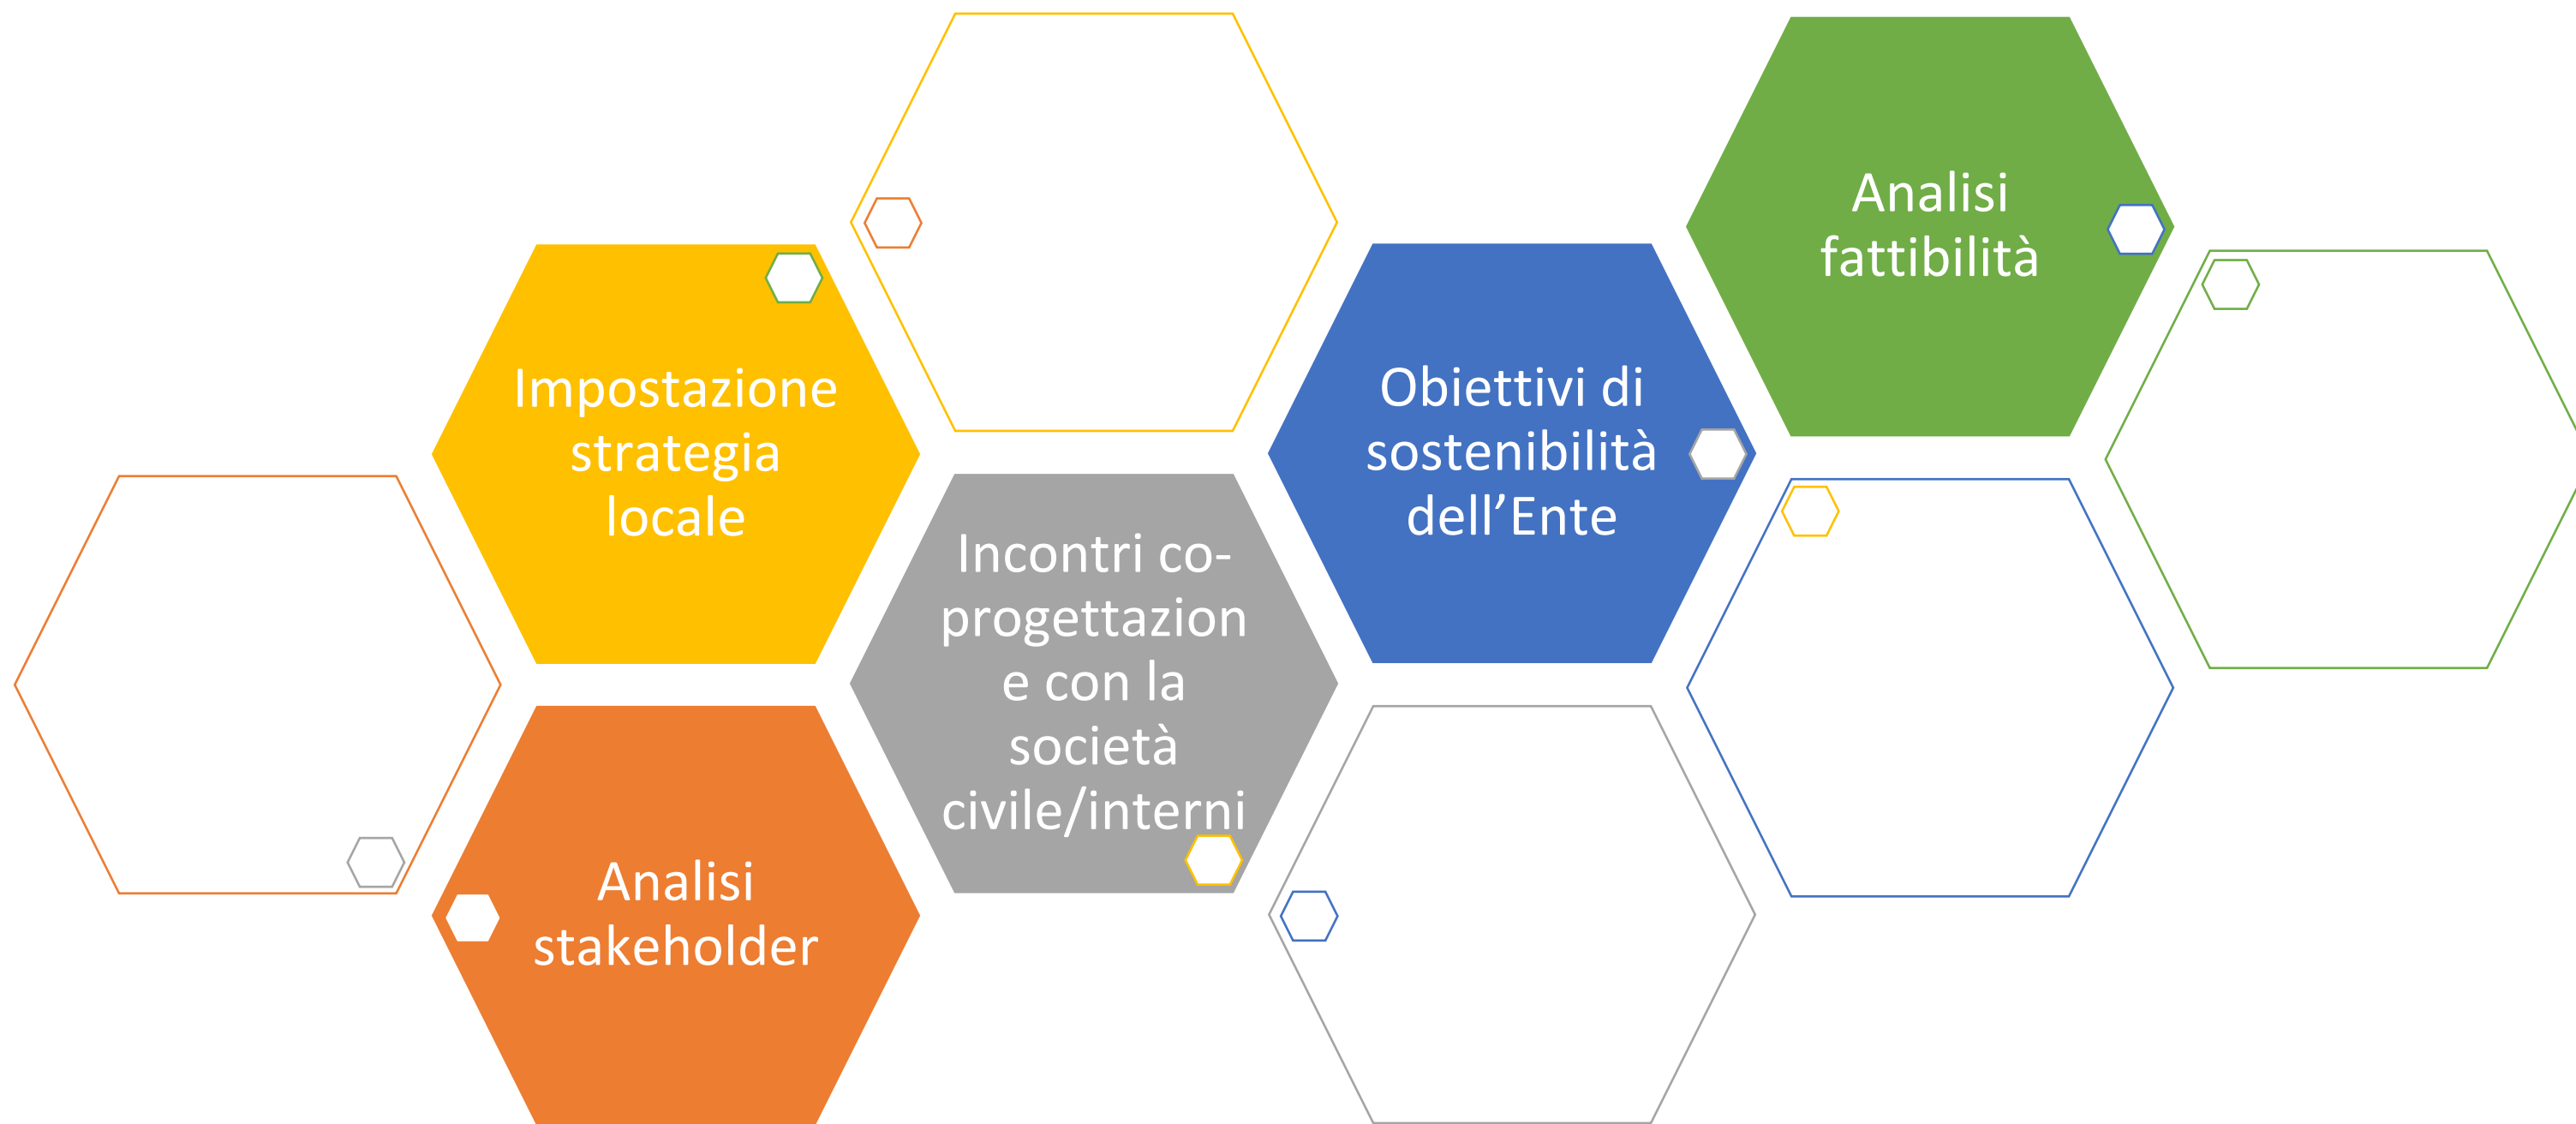 Impostazione
strategia
locale
Analisi
stakeholder
Incontri co-
progettazion
e con la
società
civile/interni
Obiettivi di
sostenibilità
dell’Ente
Analisi
fattibilità